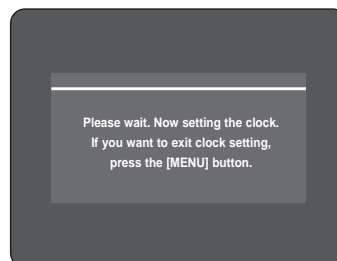 Please wait. Now setting the clock.
If you want to exit clock setting,
press the [MENU] button.